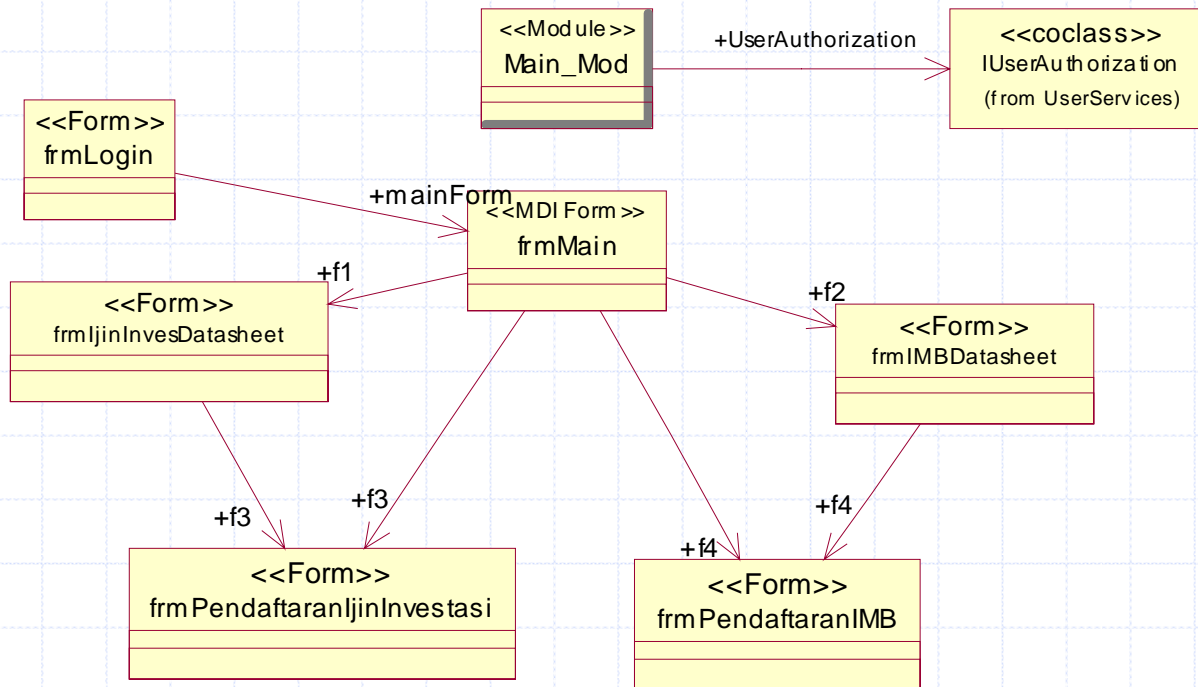 <<Module>>
Main_Mod
+UserAuthorization
<<coclass>>
IUserAuthorization
(from UserServices)
<<Form>>
frmLogin
+mainForm
<<MDI Form>>
frmMain
+f1
+f2
<<Form>>
frmIjinInvesDatasheet
<<Form>>
frmIMBDatasheet
+f3
+f3
+f4
+f4
<<Form>>
frmPendaftaranIjinInvestasi
<<Form>>
frmPendaftaranIMB